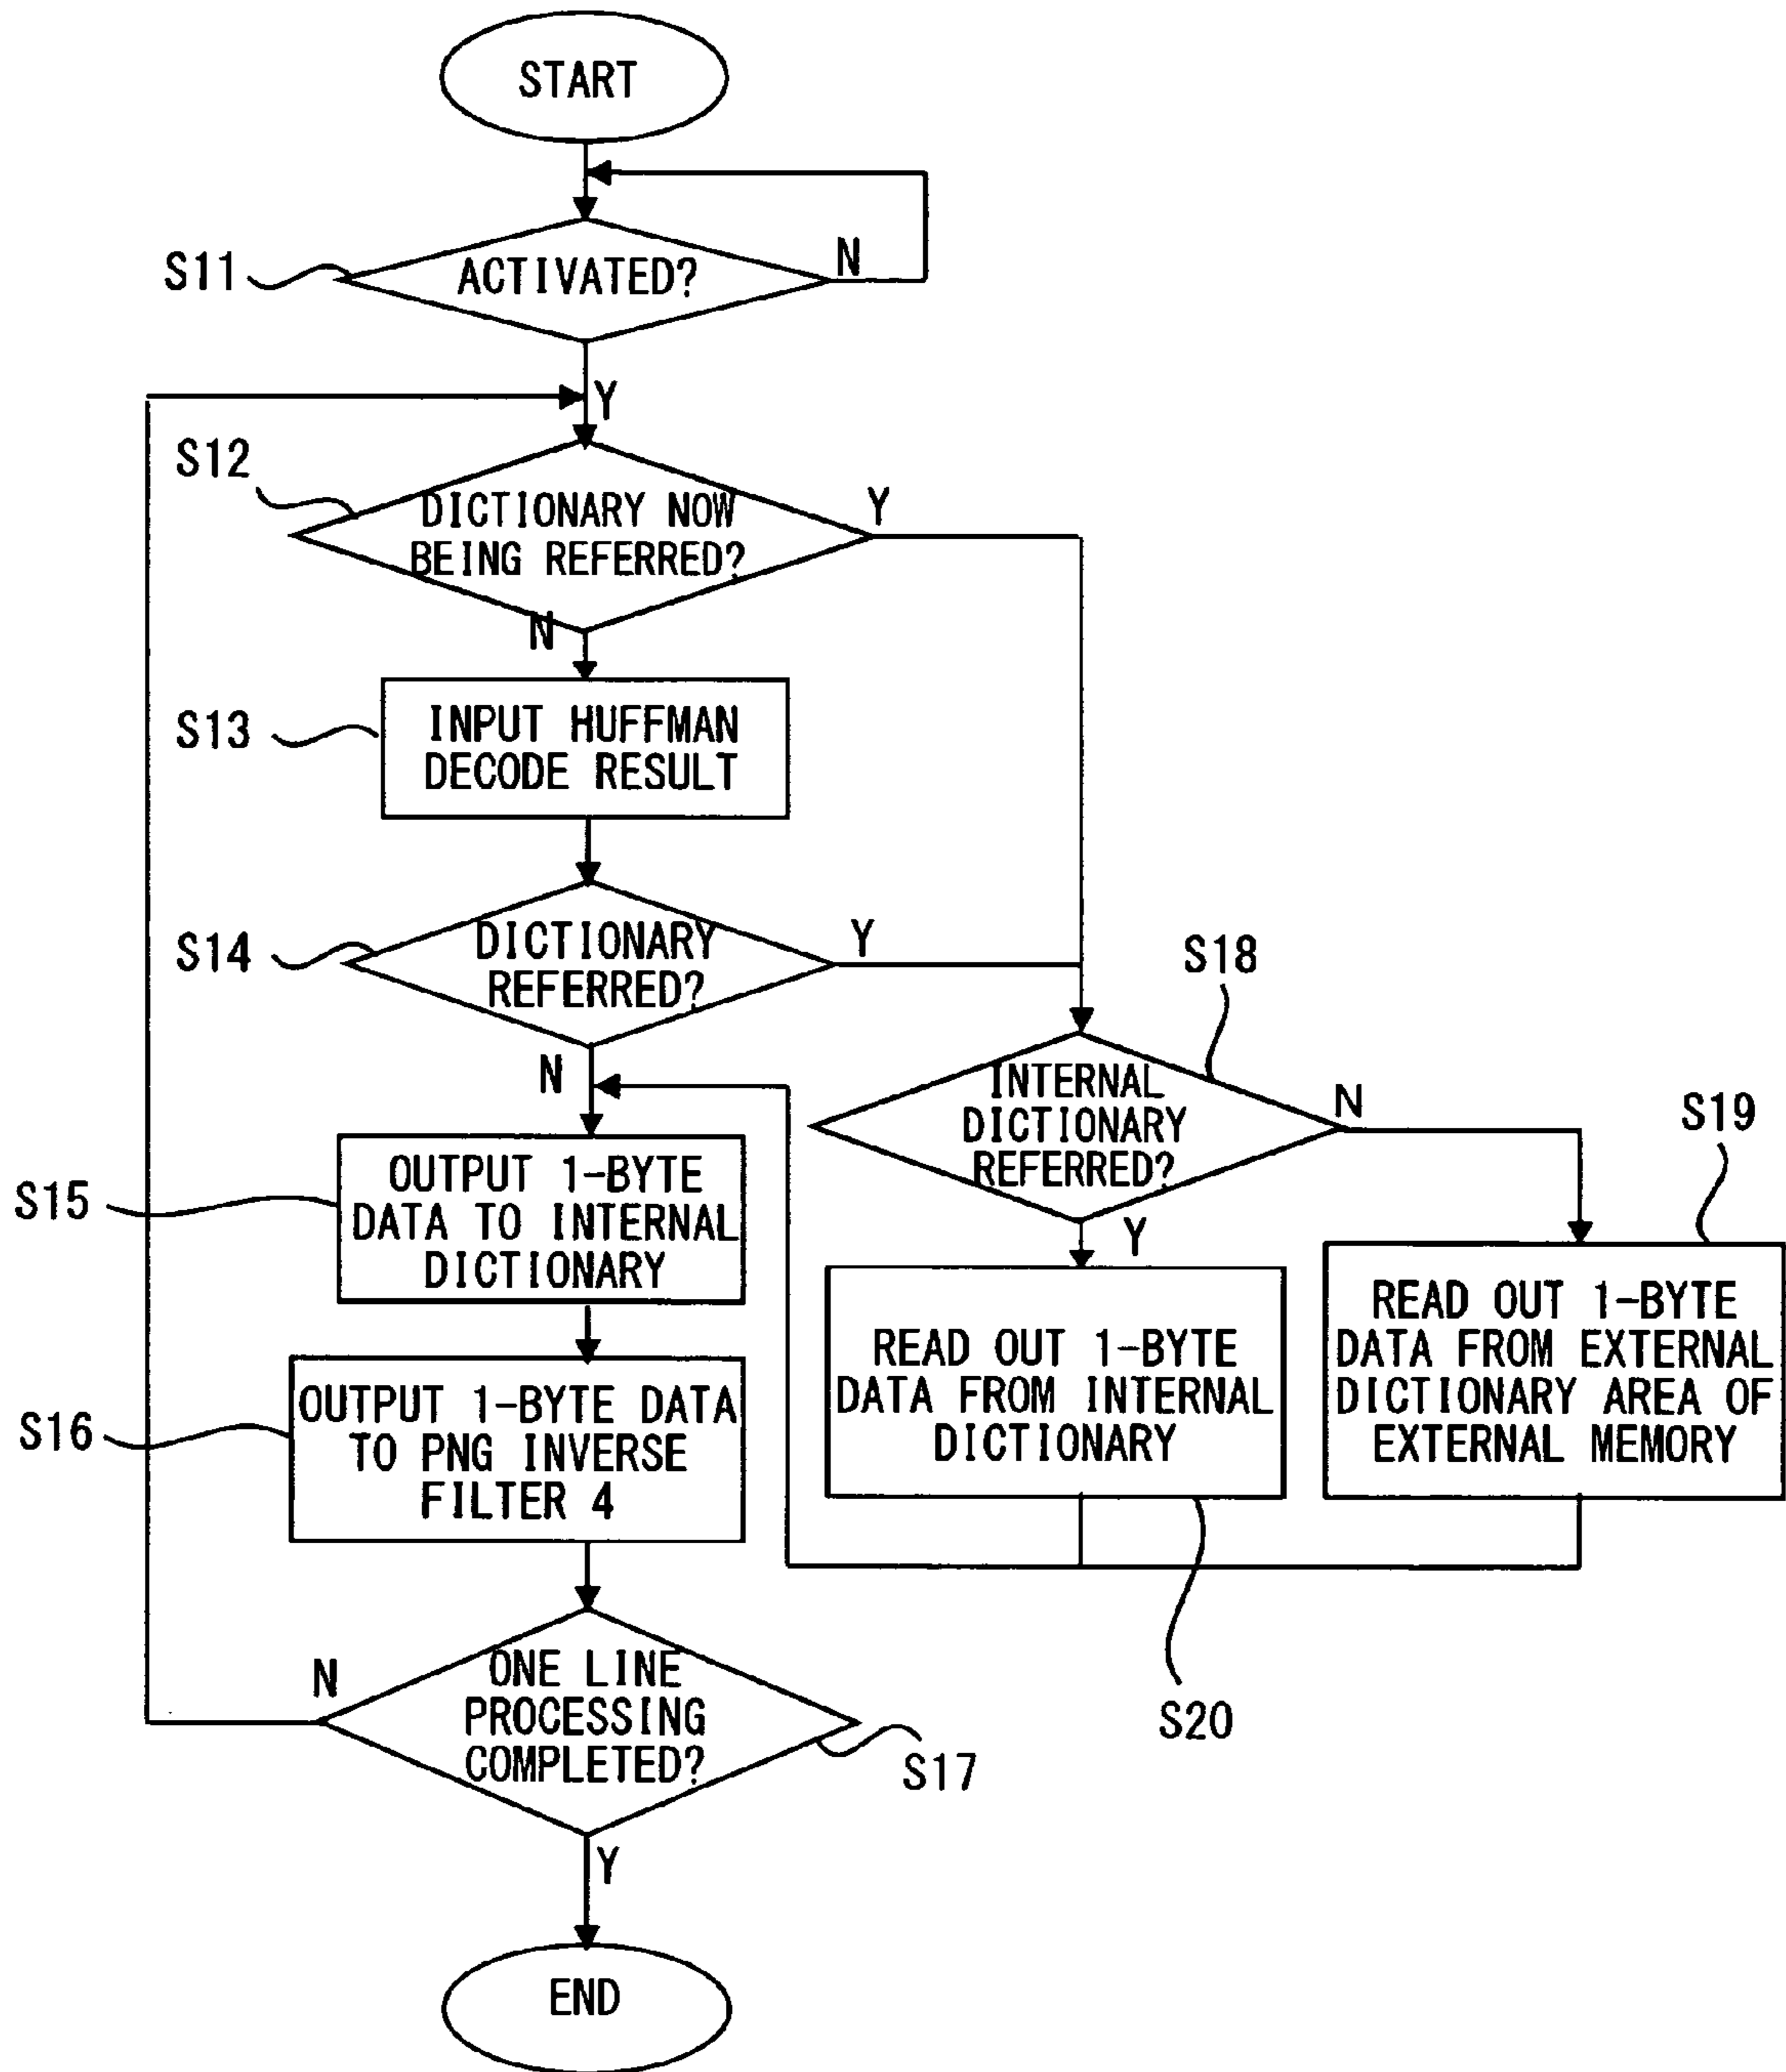 START
S11
ACTIVATED?
N
Y
S12
DICTIONARY NOW
BEING REFERRED?
Y
N
S13
INPUT HUFFMAN
DECODE RESULT
S14
DICTIONARY
REFERRED?
Y
N
S18
INTERNAL
DICTIONARY
REFERRED?
N
Y
S15
OUTPUT 1-BYTE
DATA TO INTERNAL
DICTIONARY
S19
READ OUT 1-BYTE
DATA FROM EXTERNAL
DICTIONARY AREA OF
EXTERNAL MEMORY
READ OUT 1-BYTE
DATA FROM INTERNAL
DICTIONARY
S20
S16
OUTPUT 1-BYTE DATA
TO PNG INVERSE
FILTER 4
N
ONE LINE
PROCESSING
COMPLETED?
S17
Y
END